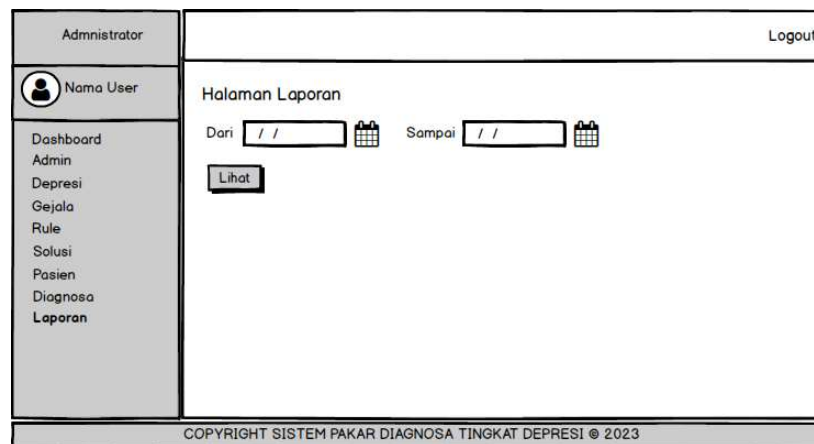 Admnistrator
Logout
Nama User
Halaman Laporan
Dari / / Sampai / /
Lihat
Dashboard
Admin
Depresi
Gejala
Rule
Solusi
Pasien
Diagnosa
Laporan
COPYRIGHT SISTEM PAKAR DIAGNOSA TINGKAT DEPRESI @ 2023